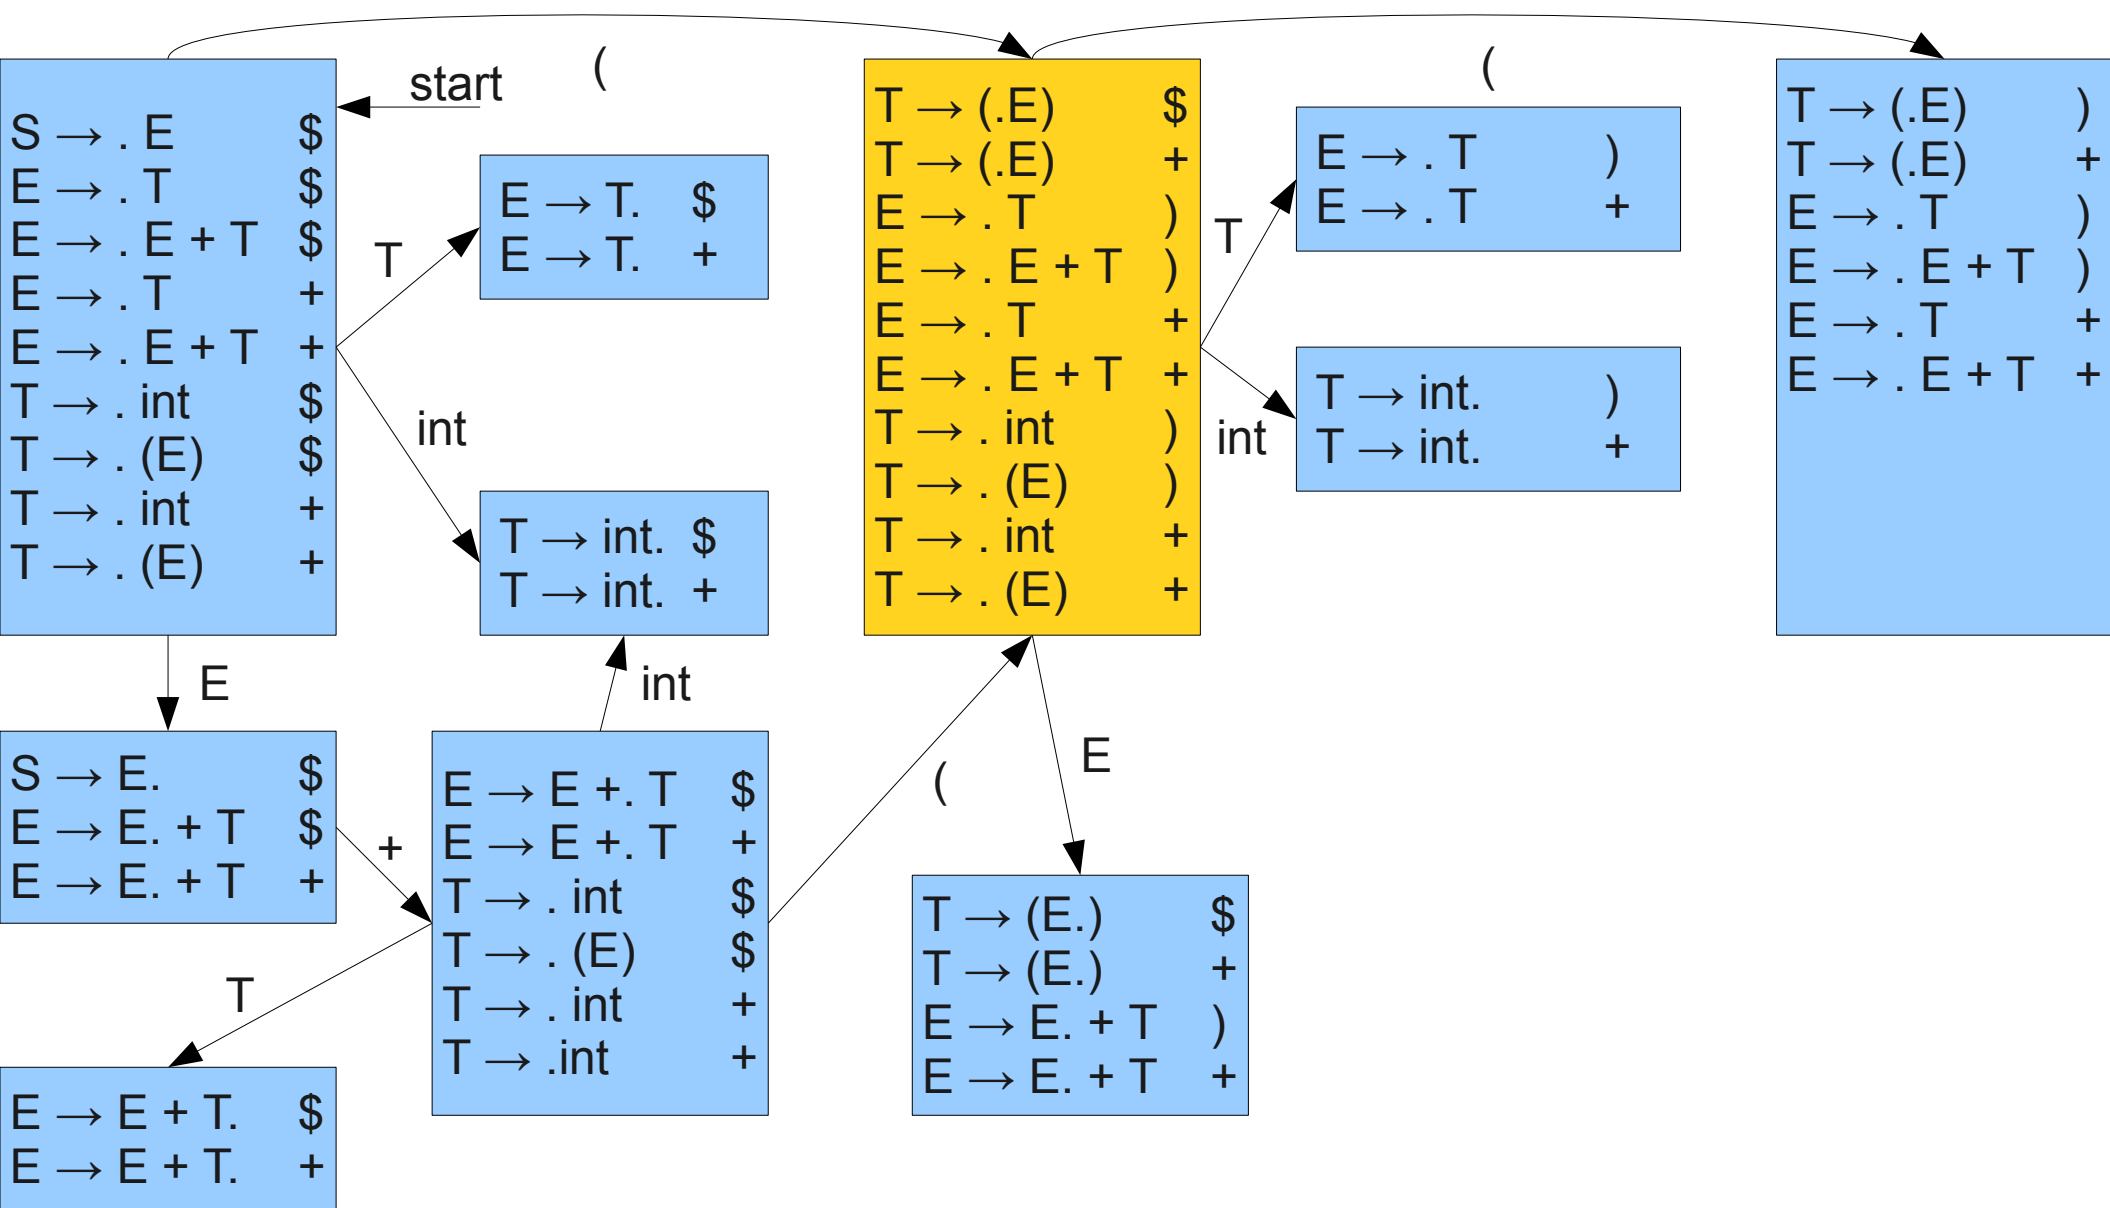 start
(
(
S → . E $
E → . T $
E → . E + T $
E → . T +
E → . E + T +
T → . int $
T → . (E) $
T → . int +
T → . (E) +
T
E → T. $
E → T. +
int
T → int. $
T → int. +
T → (.E) $
T → (.E) +
E → . T )
E → . E + T )
E → . T +
E → . E + T +
T → . int )
T → . (E) )
T → . int +
T → . (E) +
T
E → . T )
E → . T +
int
T → int. )
T → int. +
T → (.E) )
T → (.E) +
E → . T )
E → . E + T )
E → . T +
E → . E + T +
E
int
S → E. $
E → E. + T $
E → E. + T +
+
E → E +. T $
E → E +. T +
T → . int $
T → . (E) $
T → . int +
T → .int +
(
E
T → (E.) $
T → (E.) +
E → E. + T )
E → E. + T +
T
E → E + T. $
E → E + T. +